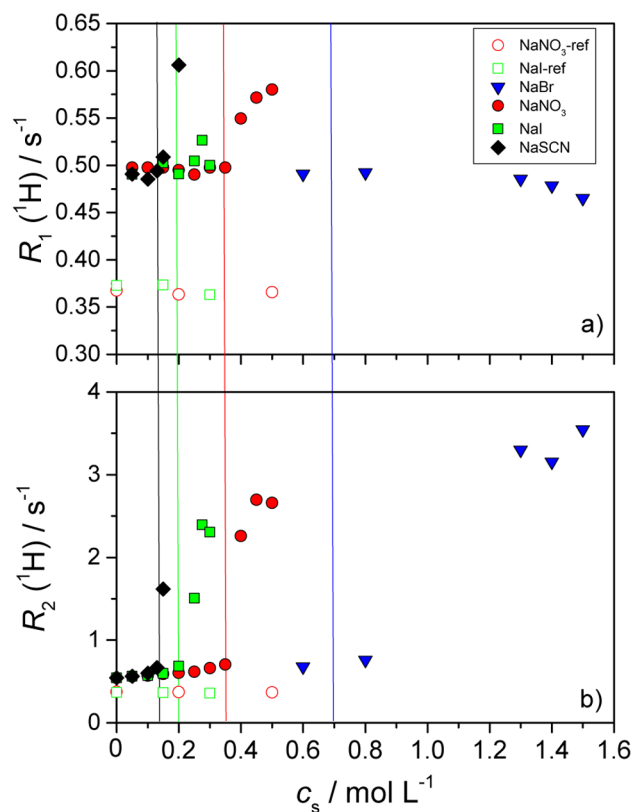 0.65
0.60
0.55
0.50
0.45
0.40
0.35
0.30
R₁ (¹H) / s⁻¹
NaNO₃-ref
NaI-ref
NaBr
NaNO₃
NaI
NaSCN
a)
4
3
2
1
0
R₂ (¹H) / s⁻¹
b)
0 0.2 0.4 0.6 0.8 1.0 1.2 1.4 1.6
cₛ / mol L⁻¹